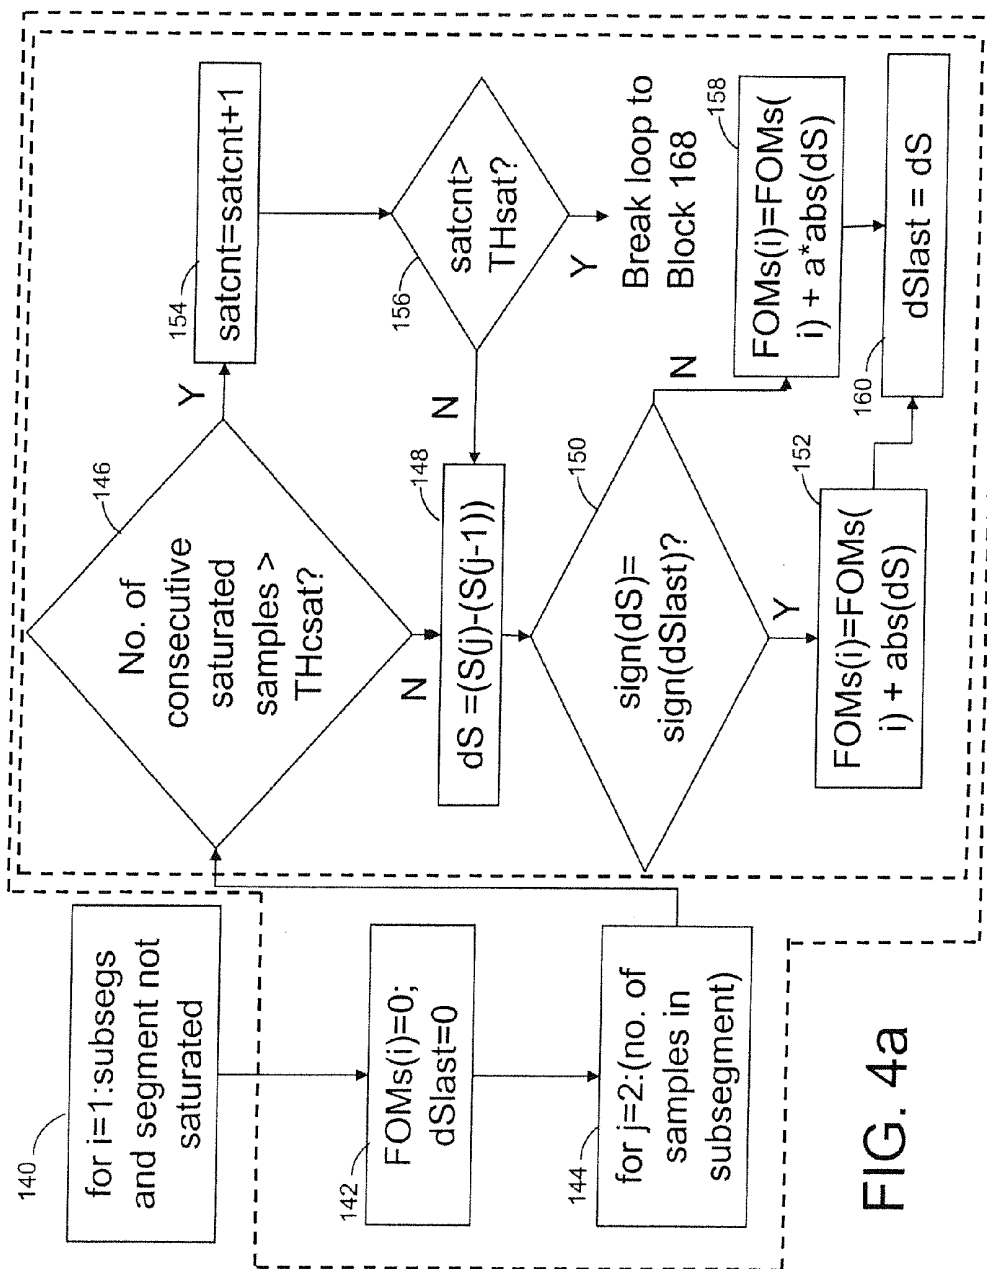 140
for i=1:subsegs
and segment not
saturated
142
FOMs(i)=0;
dSlast=0
144
for j=2:(no. of
samples in
subsegment)
146
No. of
consecutive
saturated
samples >
THcsat?
Y
N
154
satcnt=satcnt+1
156
satcnt>
THsat?
N
Y
Break loop to
Block 168
148
dS =(S(j)-(S(j-1))
150
sign(dS)=
sign(dSlast)?
N
Y
158
FOMs(i)=FOMs(
i) + a*abs(dS)
152
FOMs(i)=FOMs(
i) + abs(dS)
160
dSlast = dS
FIG. 4a